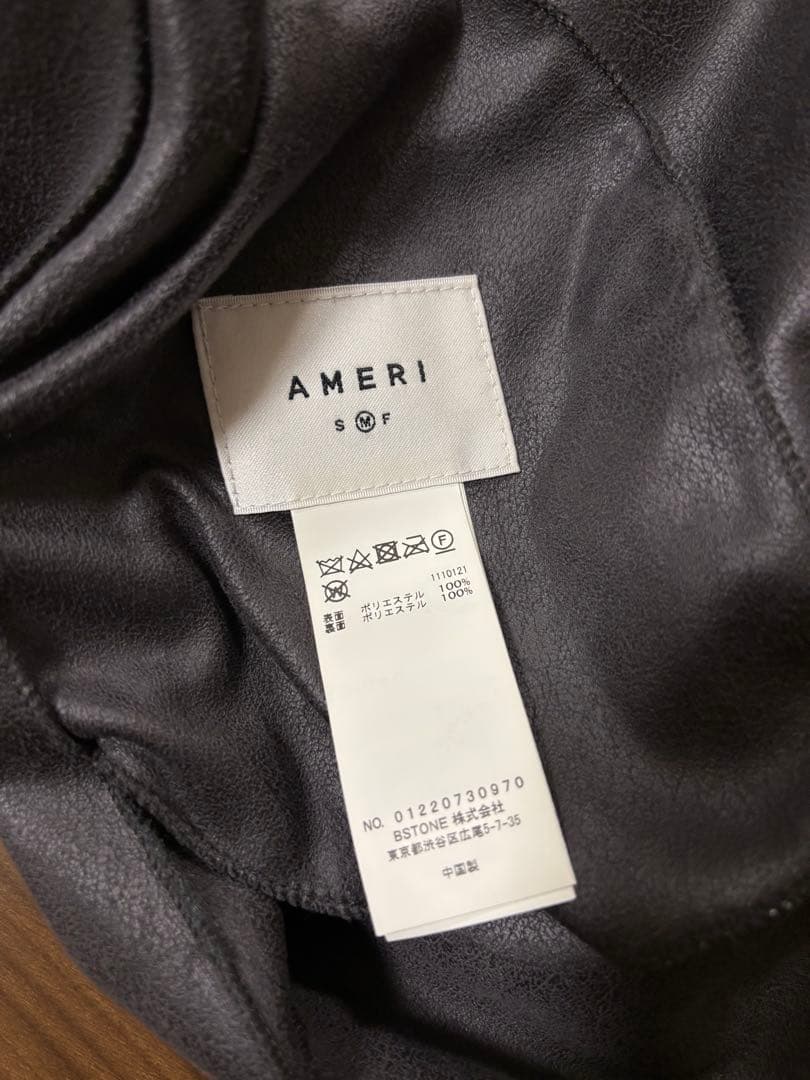 AMERI
S M F
F
W
1110121
表面 ポリエステル 100%
裏面 ポリエステル 100%
NO. 01220730970
BSTONE 株式会社
東京都渋谷区広尾5-7-35
中国製